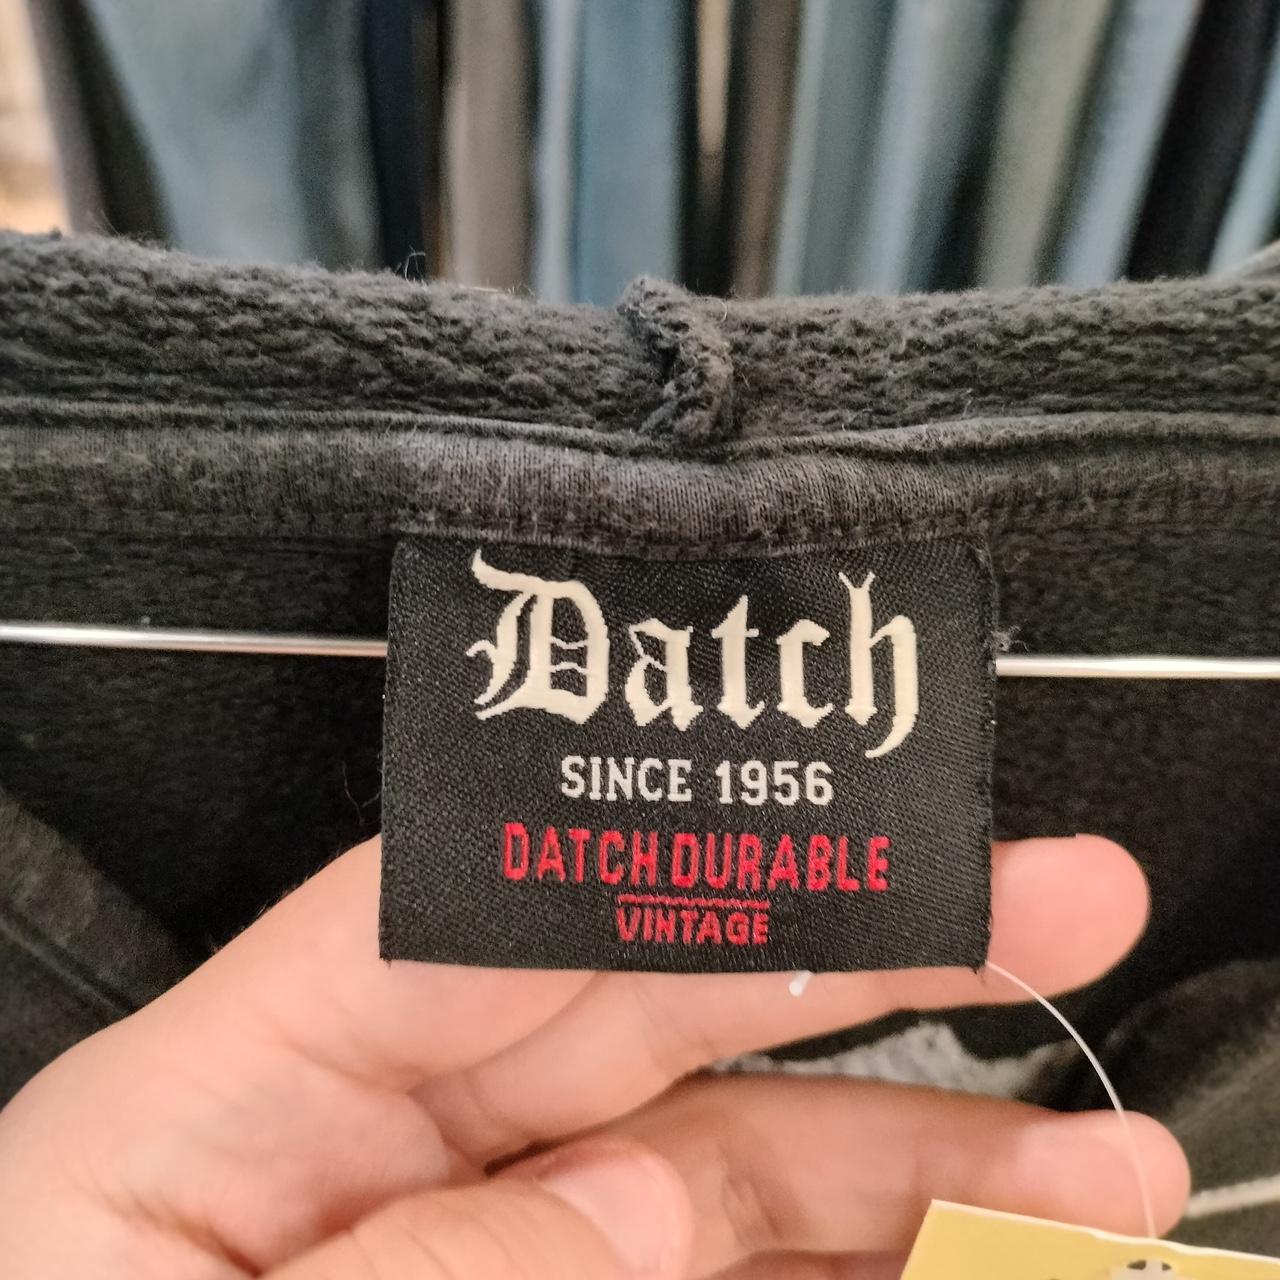 Datch
SINCE 1956
DATCH DURABLE
VINTAGE